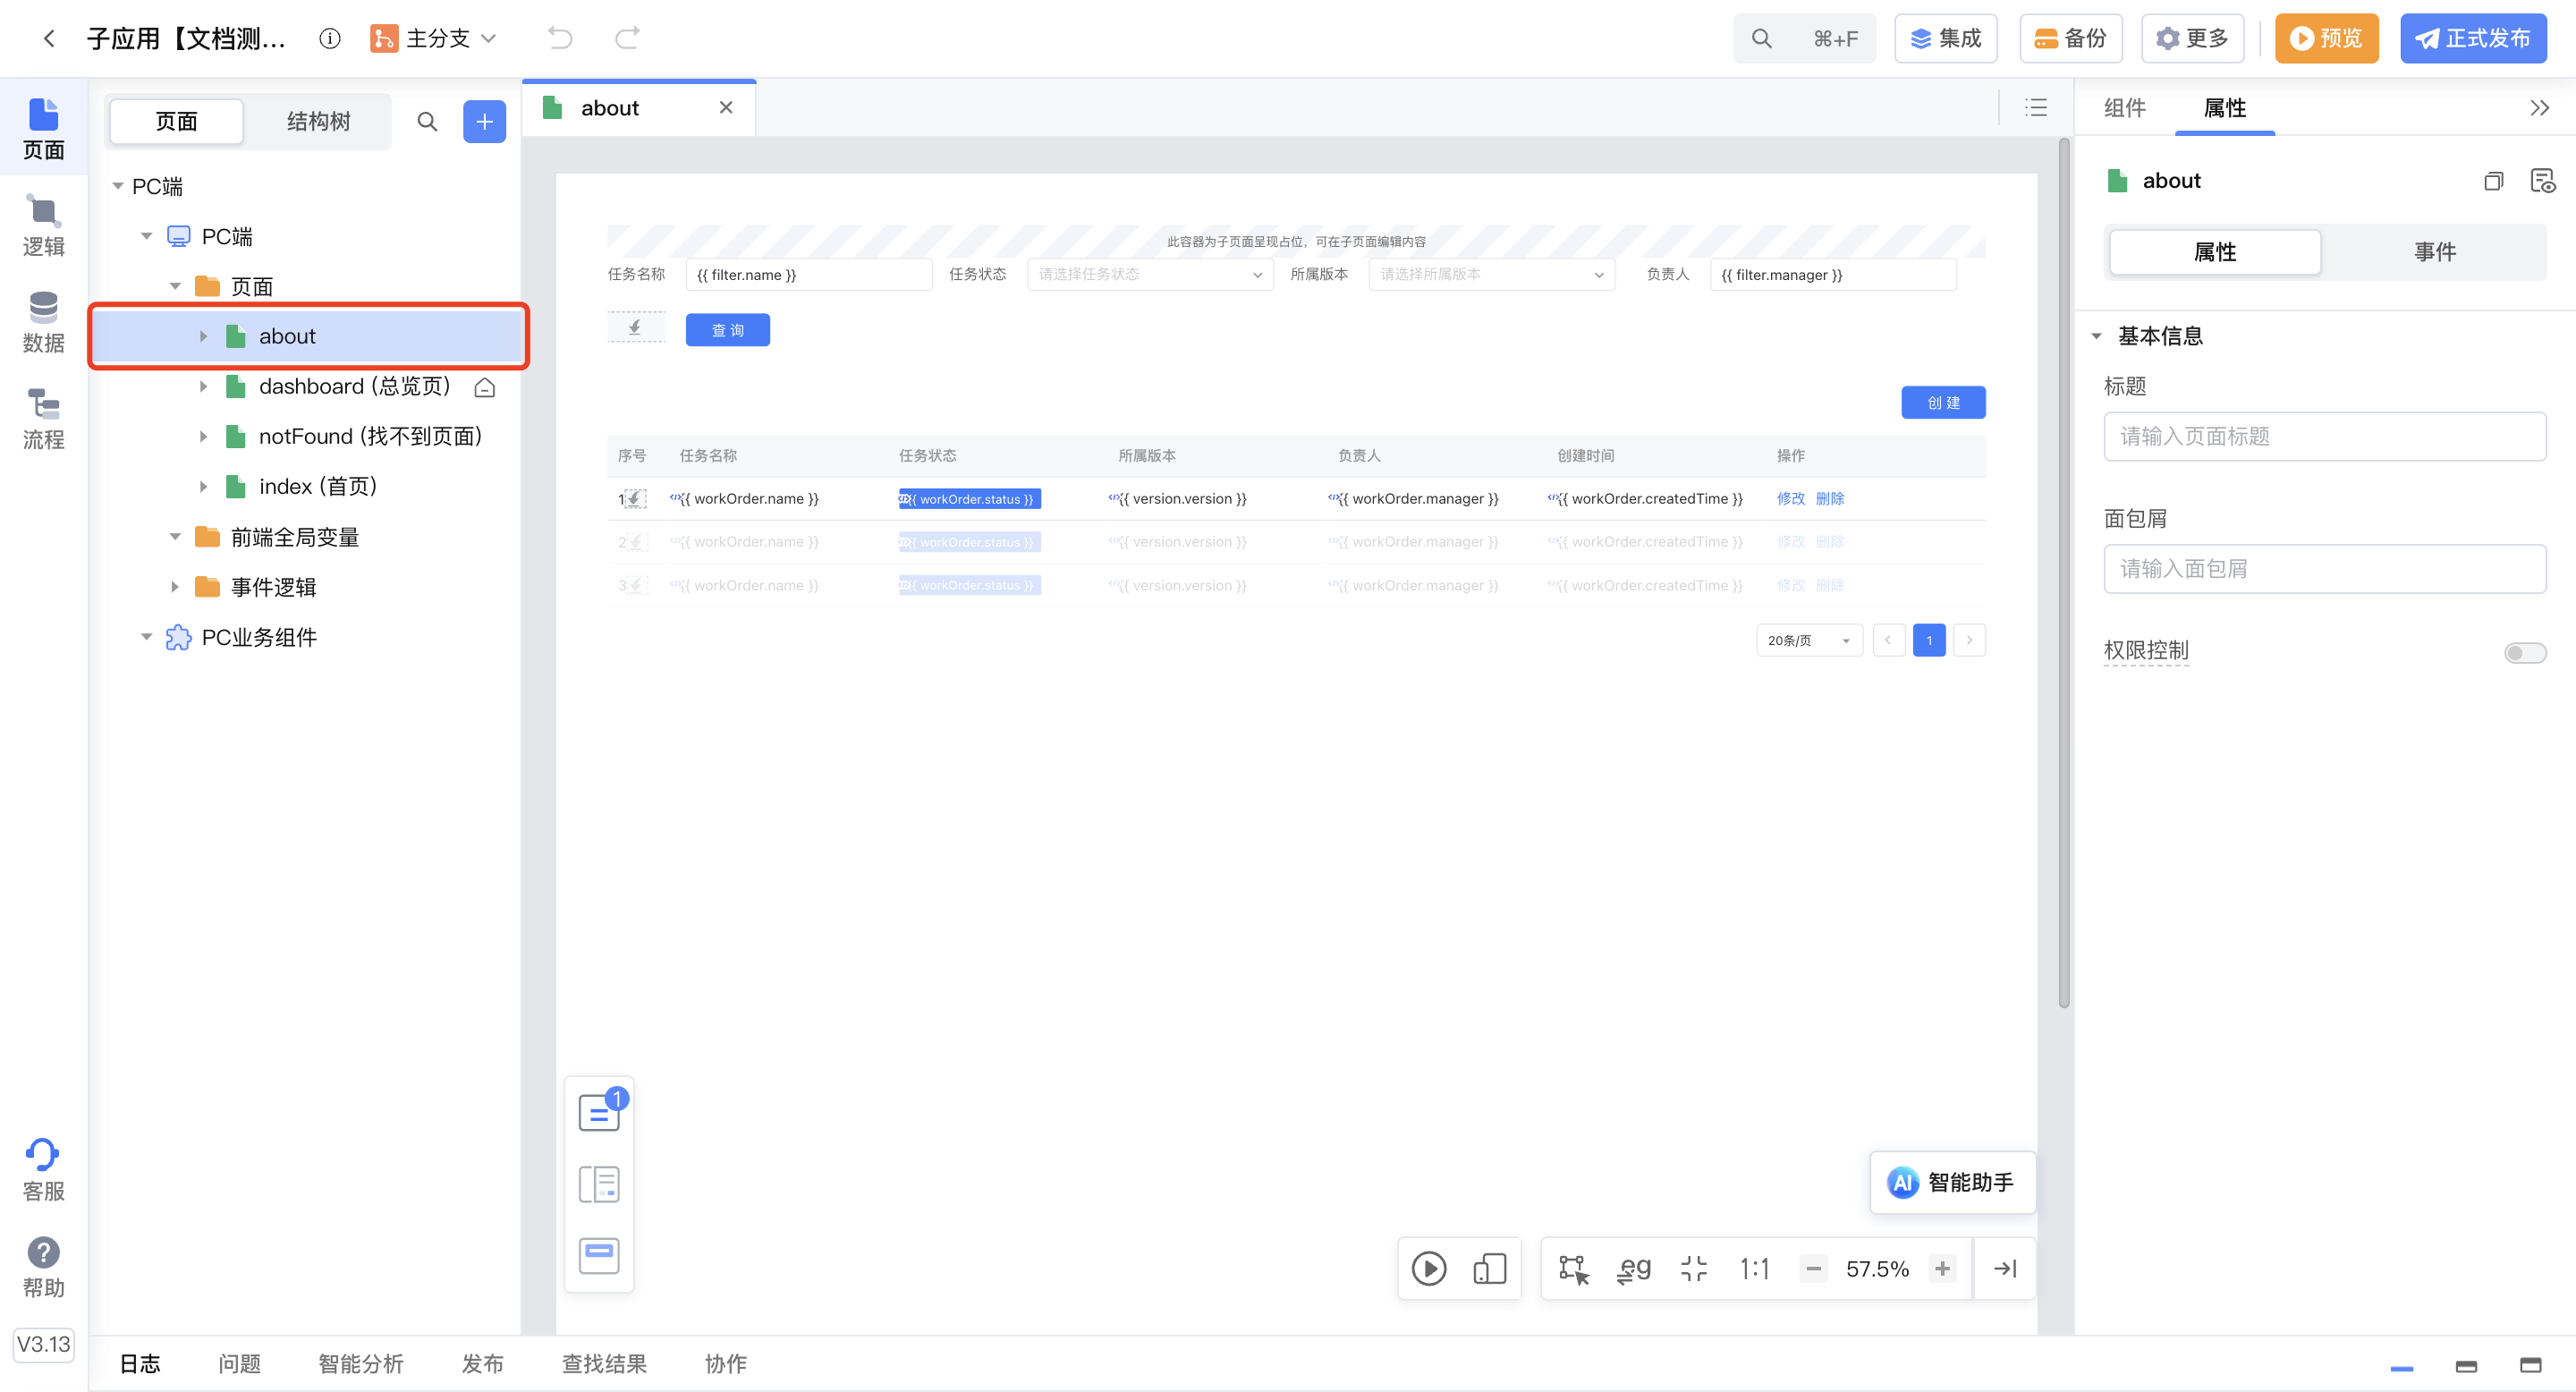 子应用【文档测... 主分支 ⌘+F 集成 备份 更多 预览 正式发布
页面
逻辑
数据
流程
客服
帮助
V3.13
页面 结构树
PC端
PC端
页面
about
dashboard (总览页)
notFound (找不到页面)
index (首页)
前端全局变量
事件逻辑
PC业务组件
about
此容器为子页面呈现占位，可在子页面编辑内容
任务名称 {{ filter.name }} 任务状态 请选择任务状态 所属版本 请选择所属版本 负责人 {{ filter.manager }}
查 询
创 建
序号 任务名称 任务状态 所属版本 负责人 创建时间 操作
1 {{ workOrder.name }} {{ workOrder.status }} {{ version.version }} {{ workOrder.manager }} {{ workOrder.createdTime }} 修改 删除
2 {{ workOrder.name }} {{ workOrder.status }} {{ version.version }} {{ workOrder.manager }} {{ workOrder.createdTime }} 修改 删除
3 {{ workOrder.name }} {{ workOrder.status }} {{ version.version }} {{ workOrder.manager }} {{ workOrder.createdTime }} 修改 删除
20条/页 1
1
AI 智能助手
eg 1:1 57.5%
组件 属性
about
属性 事件
基本信息
标题
请输入页面标题
面包屑
请输入面包屑
权限控制
日志 问题 智能分析 发布 查找结果 协作